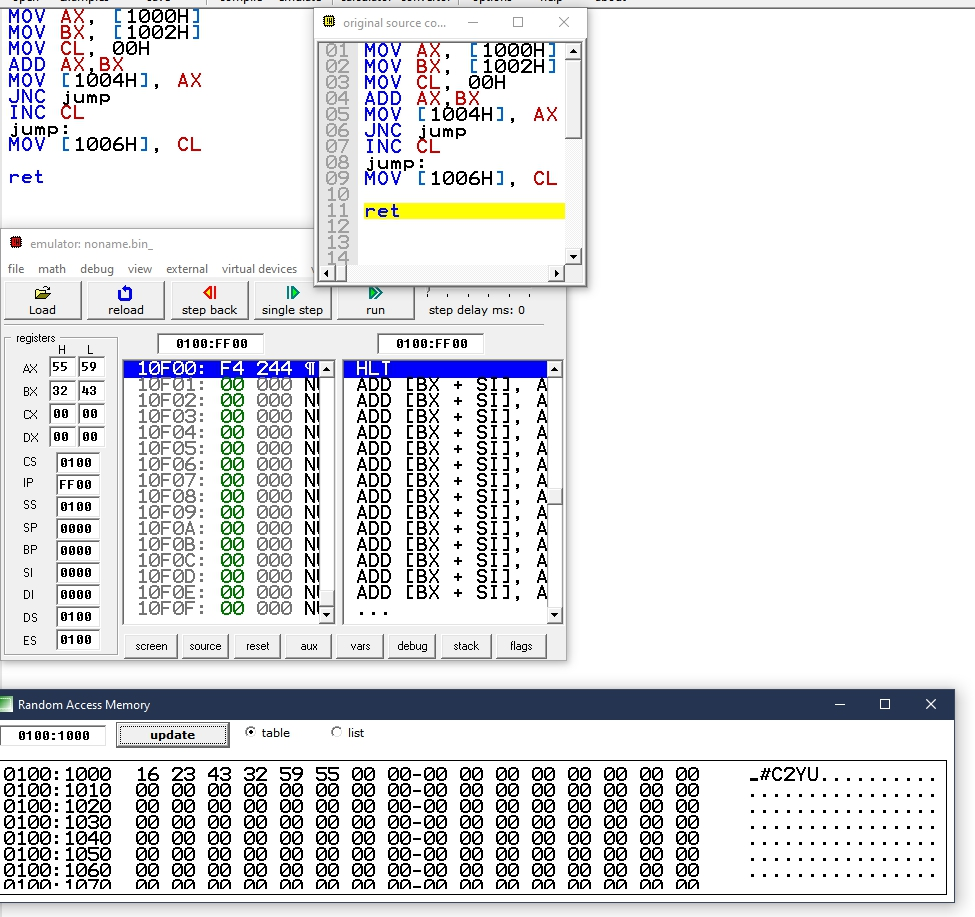 MOV AX, [1000H]
MOV BX, [1002H]
MOV CL, 00H
ADD AX,BX
MOV [1004H], AX
JNC jump
INC CL
jump:
MOV [1006H], CL
ret
original source co...
01 MOV AX, [1000H]
02 MOV BX, [1002H]
03 MOV CL, 00H
04 ADD AX,BX
05 MOV [1004H], AX
06 JNC jump
07 INC CL
08 jump:
09 MOV [1006H], CL
10
11 ret
12
13
14
emulator: noname.bin_
file math debug view external virtual devices
Load reload step back single step run step delay ms: 0
registers
H L
AX 55 59
BX 32 43
CX 00 00
DX 00 00
CS 0100
IP FF00
SS 0100
SP 0000
BP 0000
SI 0000
DI 0000
DS 0100
ES 0100
0100:FF00
10F00: F4 244 ¶
10F01: 00 000 NU
10F02: 00 000 NU
10F03: 00 000 NU
10F04: 00 000 NU
10F05: 00 000 NU
10F06: 00 000 NU
10F07: 00 000 NU
10F08: 00 000 NU
10F09: 00 000 NU
10F0A: 00 000 NU
10F0B: 00 000 NU
10F0C: 00 000 NU
10F0D: 00 000 NU
10F0E: 00 000 NU
10F0F: 00 000 NU
0100:FF00
HLT
ADD [BX + SI], A
ADD [BX + SI], A
ADD [BX + SI], A
ADD [BX + SI], A
ADD [BX + SI], A
ADD [BX + SI], A
ADD [BX + SI], A
ADD [BX + SI], A
ADD [BX + SI], A
ADD [BX + SI], A
ADD [BX + SI], A
ADD [BX + SI], A
ADD [BX + SI], A
ADD [BX + SI], A
...
screen source reset aux vars debug stack flags
Random Access Memory
0100:1000 update table list
0100:1000 16 23 43 32 59 55 00 00-00 00 00 00 00 00 00 00 _#C2YU..........
0100:1010 00 00 00 00 00 00 00 00-00 00 00 00 00 00 00 00 ................
0100:1020 00 00 00 00 00 00 00 00-00 00 00 00 00 00 00 00 ................
0100:1030 00 00 00 00 00 00 00 00-00 00 00 00 00 00 00 00 ................
0100:1040 00 00 00 00 00 00 00 00-00 00 00 00 00 00 00 00 ................
0100:1050 00 00 00 00 00 00 00 00-00 00 00 00 00 00 00 00 ................
0100:1060 00 00 00 00 00 00 00 00-00 00 00 00 00 00 00 00 ................
0100:1070 00 00 00 00 00 00 00 00-00 00 00 00 00 00 00 00